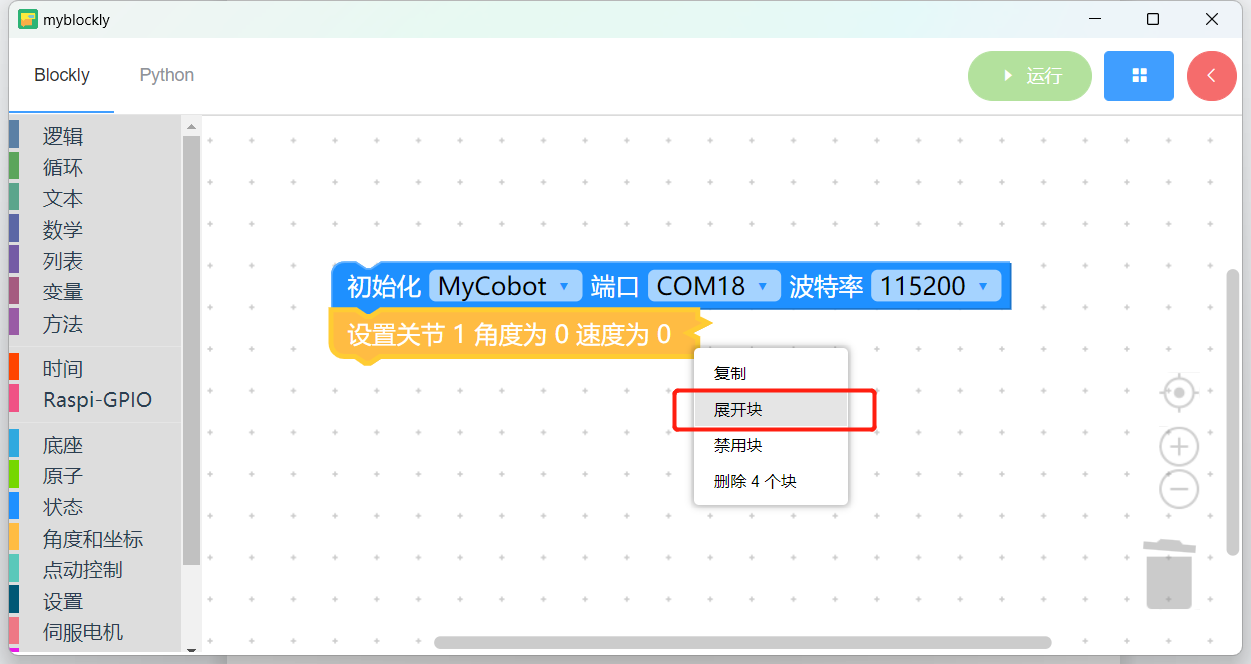 myblockly
Blockly
Python
运行
逻辑
循环
文本
数学
列表
变量
方法
时间
Raspi-GPIO
底座
原子
状态
角度和坐标
点动控制
设置
伺服电机
初始化 MyCobot 端口 COM18 波特率 115200
设置关节 1 角度为 0 速度为 0
复制
展开块
禁用块
删除 4 个块